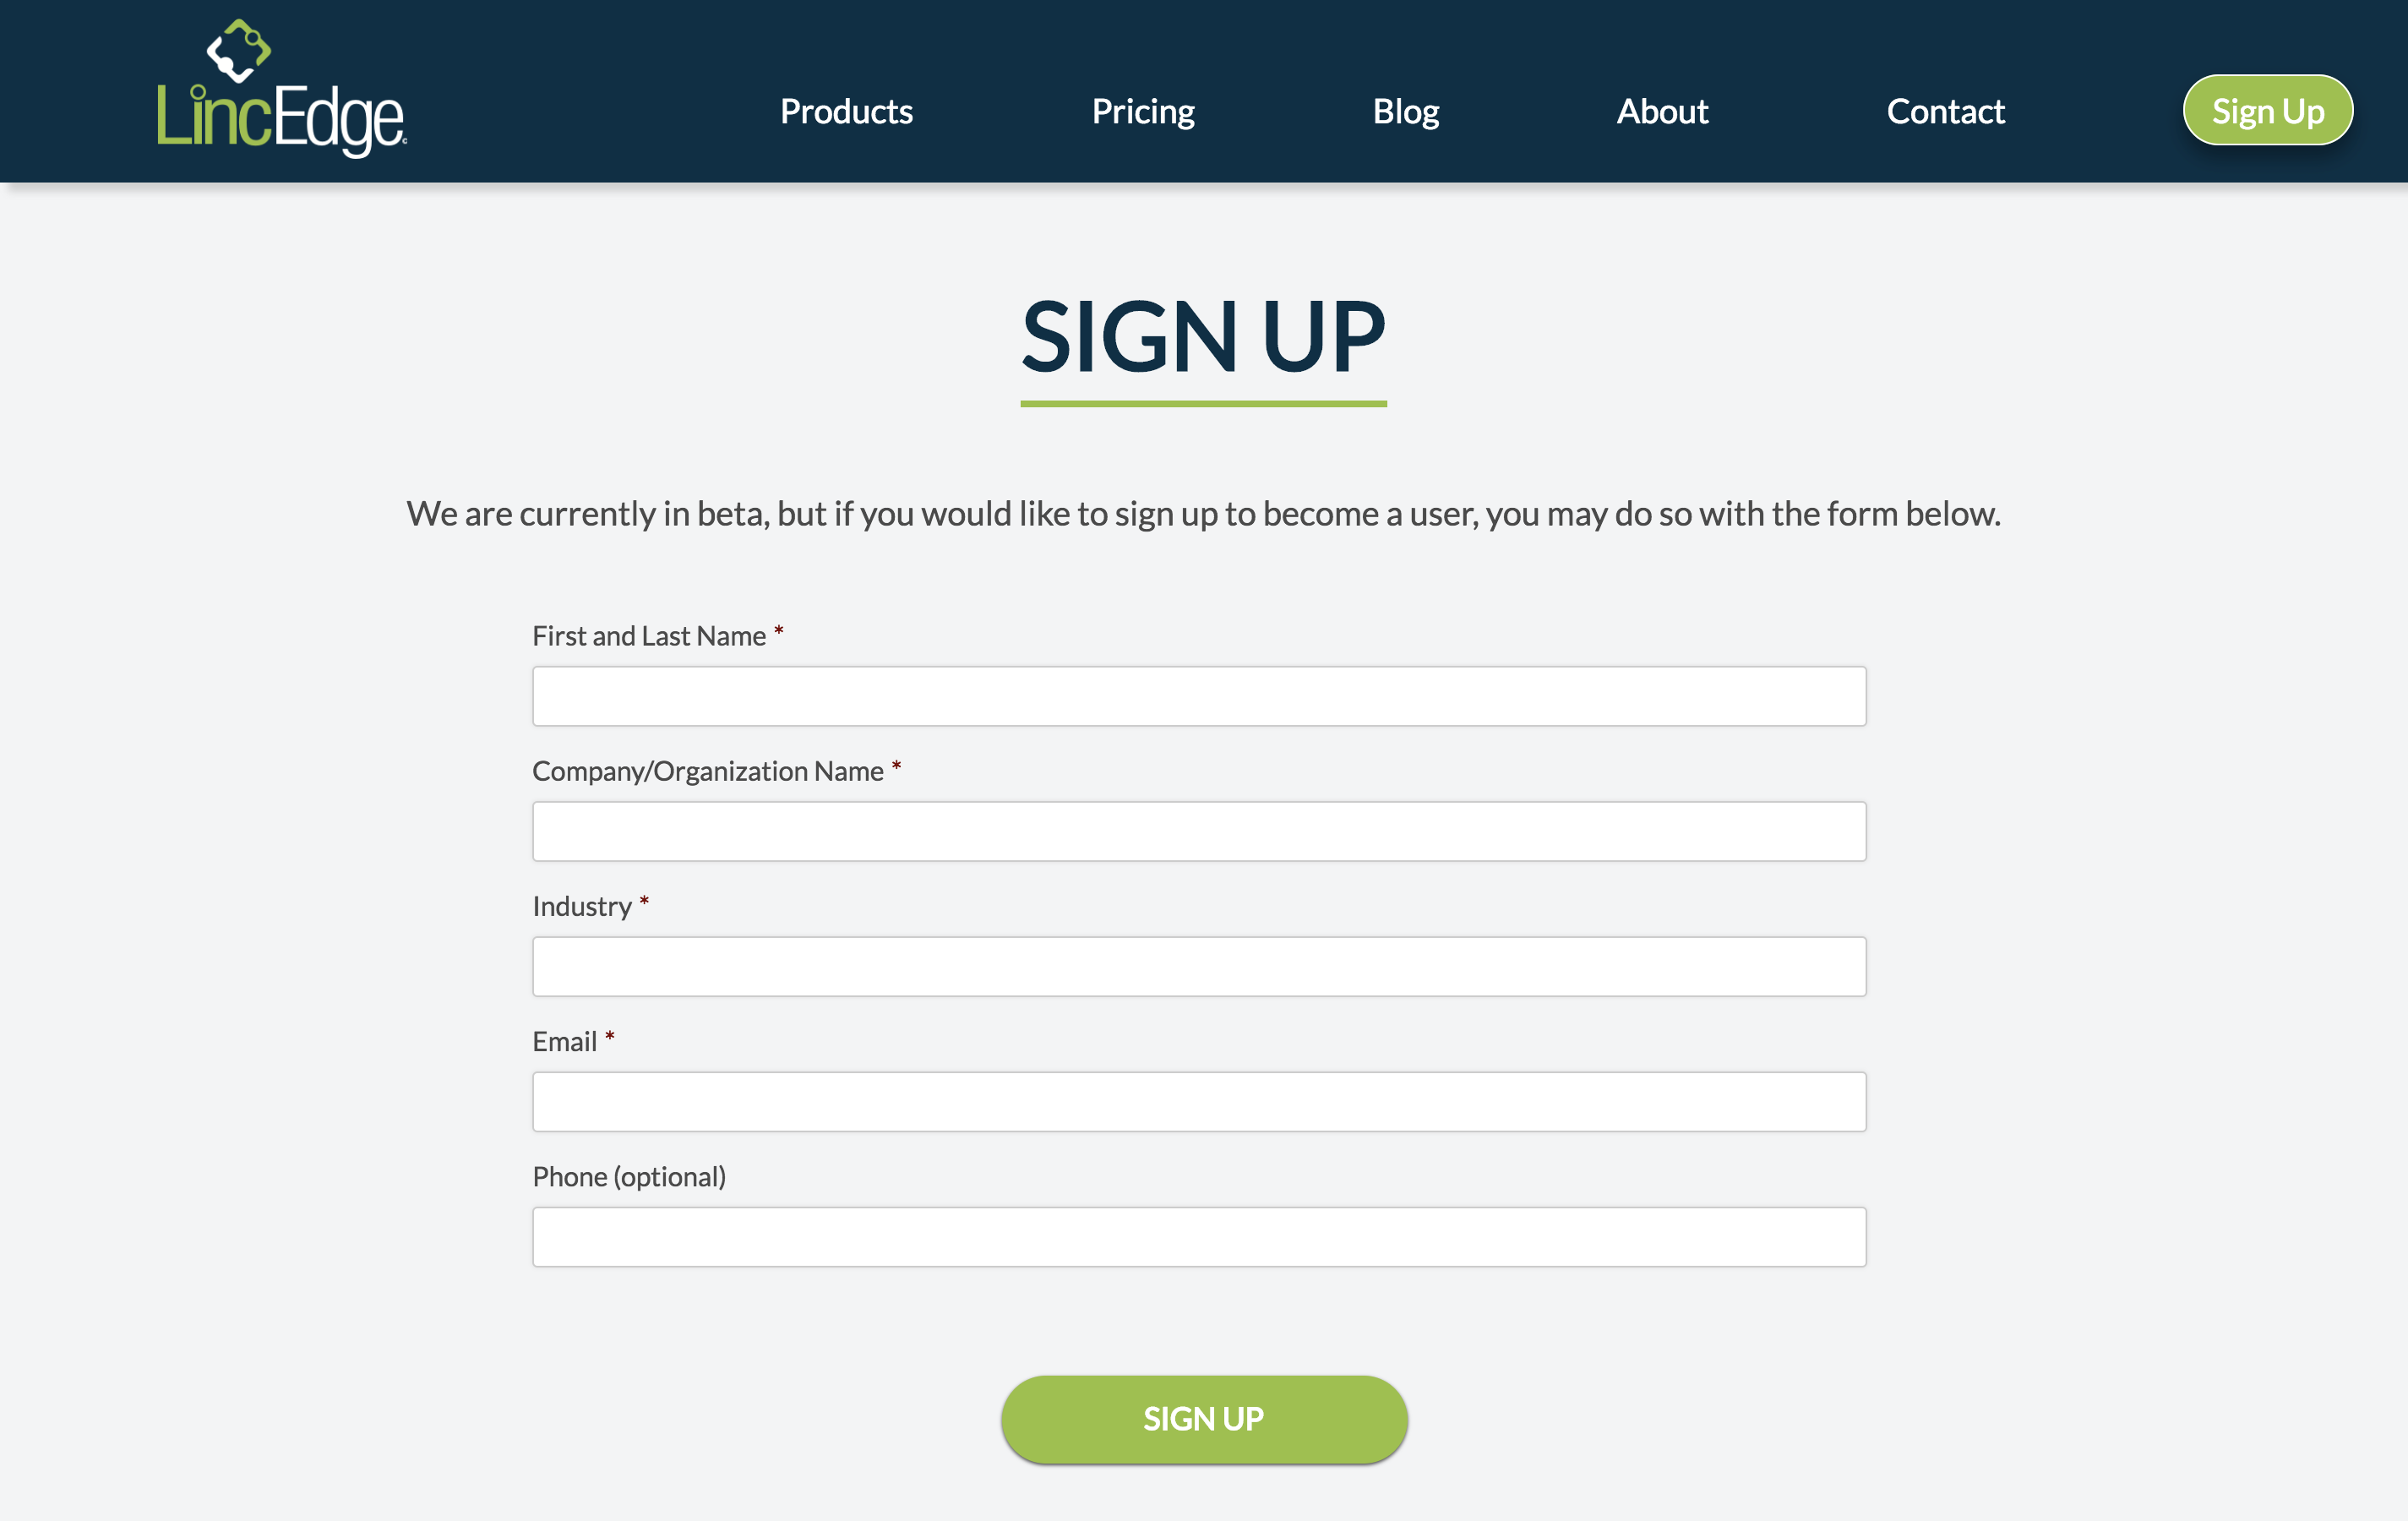 LincEdge
Products Pricing Blog About Contact Sign Up
SIGN UP
We are currently in beta, but if you would like to sign up to become a user, you may do so with the form below.
First and Last Name *
Company/Organization Name *
Industry *
Email *
Phone (optional)
SIGN UP